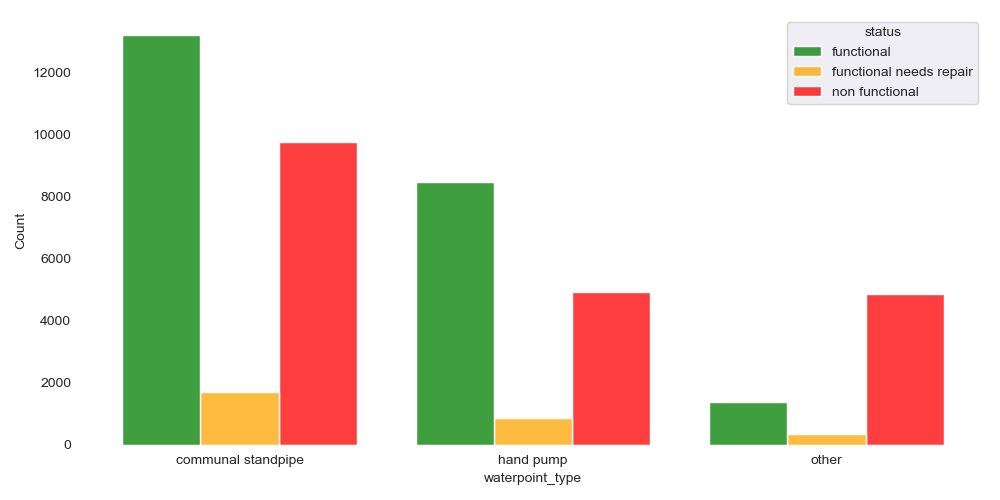 status
functional
functional needs repair
non functional
12000
10000
8000
6000
4000
2000
0
Count
communal standpipe
hand pump
other
waterpoint_type